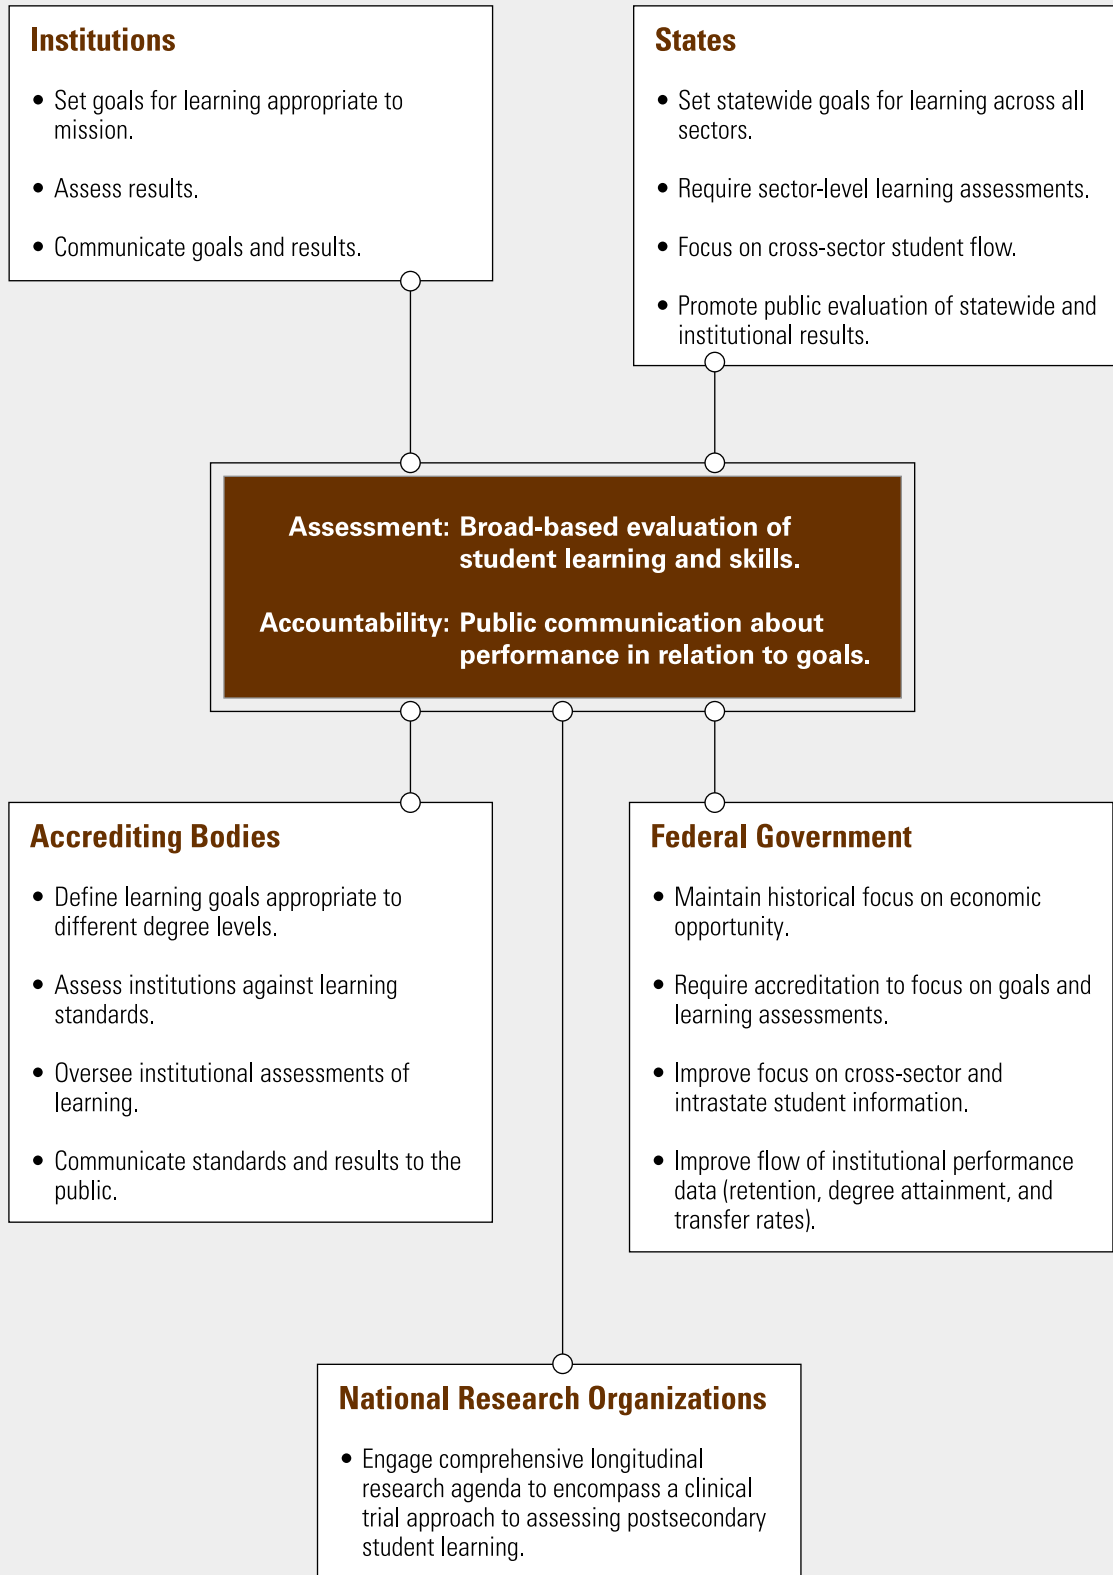 Institutions
• Set goals for learning appropriate to
mission.
• Assess results.
• Communicate goals and results.
States
• Set statewide goals for learning across all
sectors.
• Require sector-level learning assessments.
• Focus on cross-sector student flow.
• Promote public evaluation of statewide and
institutional results.
Assessment: Broad-based evaluation of
student learning and skills.
Accountability: Public communication about
performance in relation to goals.
Accrediting Bodies
• Define learning goals appropriate to
different degree levels.
• Assess institutions against learning
standards.
• Oversee institutional assessments of
learning.
• Communicate standards and results to the
public.
Federal Government
• Maintain historical focus on economic
opportunity.
• Require accreditation to focus on goals and
learning assessments.
• Improve focus on cross-sector and
intrastate student information.
• Improve flow of institutional performance
data (retention, degree attainment, and
transfer rates).
National Research Organizations
• Engage comprehensive longitudinal
research agenda to encompass a clinical
trial approach to assessing postsecondary
student learning.